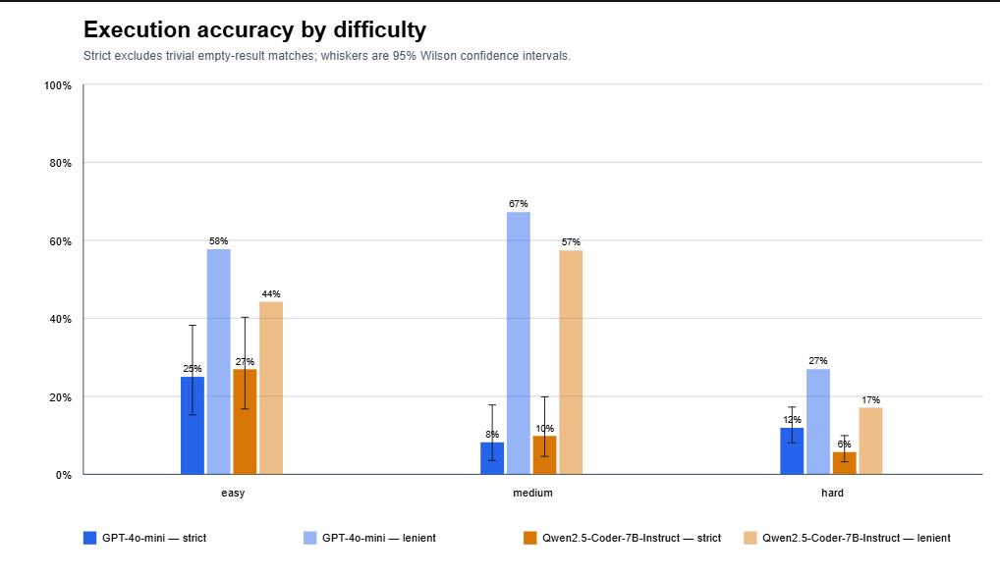 Execution accuracy by difficulty
Strict excludes trivial empty-result matches; whiskers are 95% Wilson confidence intervals.
100%
80%
60%
40%
20%
0%
25%
58%
27%
44%
8%
67%
10%
57%
12%
27%
6%
17%
easy
medium
hard
GPT-4o-mini — strict
GPT-4o-mini — lenient
Qwen2.5-Coder-7B-Instruct — strict
Qwen2.5-Coder-7B-Instruct — lenient